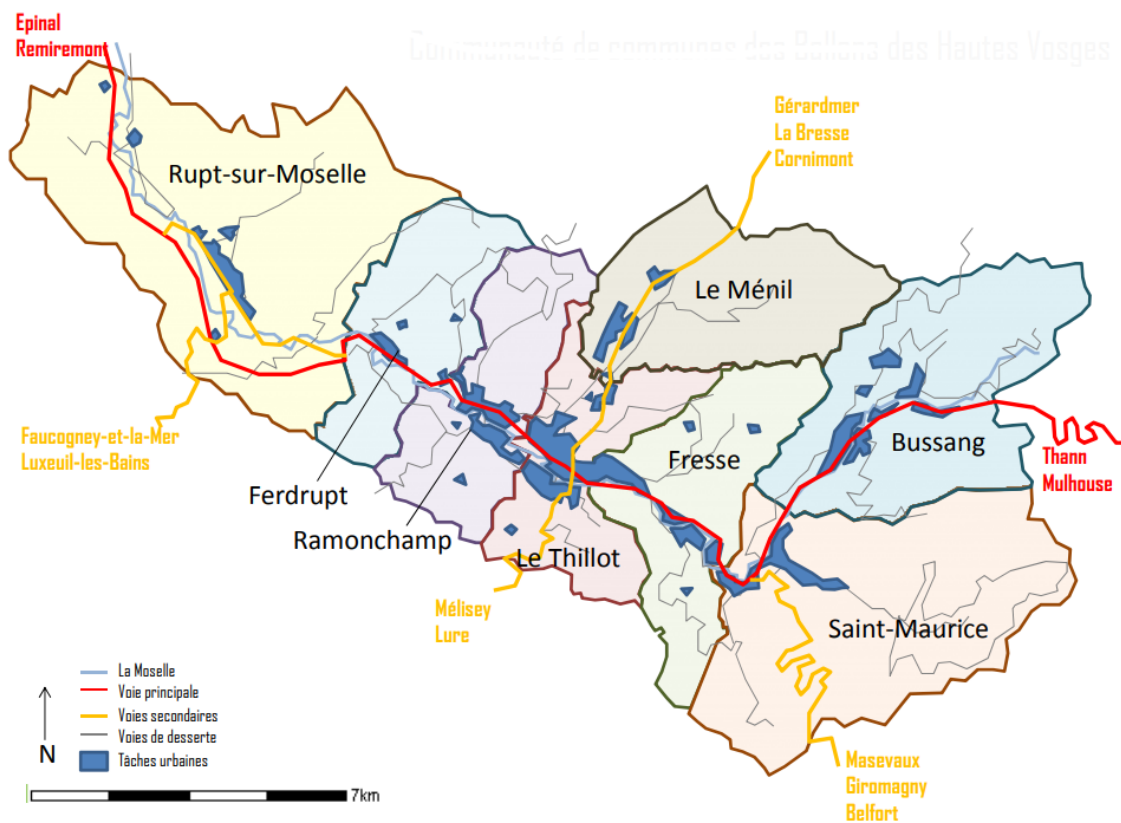 Epinal
Remiremont
Communauté de communes des Ballons des Hautes Vosges
Gérardmer
La Bresse
Cornimont
Rupt-sur-Moselle
Le Ménil
Faucogney-et-la-Mer
Luxeuil-les-Bains
Bussang
Thann
Mulhouse
Fresse
Ferdrupt
Ramonchamp
Le Thillot
Mélisey
Lure
Saint-Maurice
La Moselle
Voie principale
Voies secondaires
Voies de desserte
Tâches urbaines
N
7km
Masevaux
Giromagny
Belfort